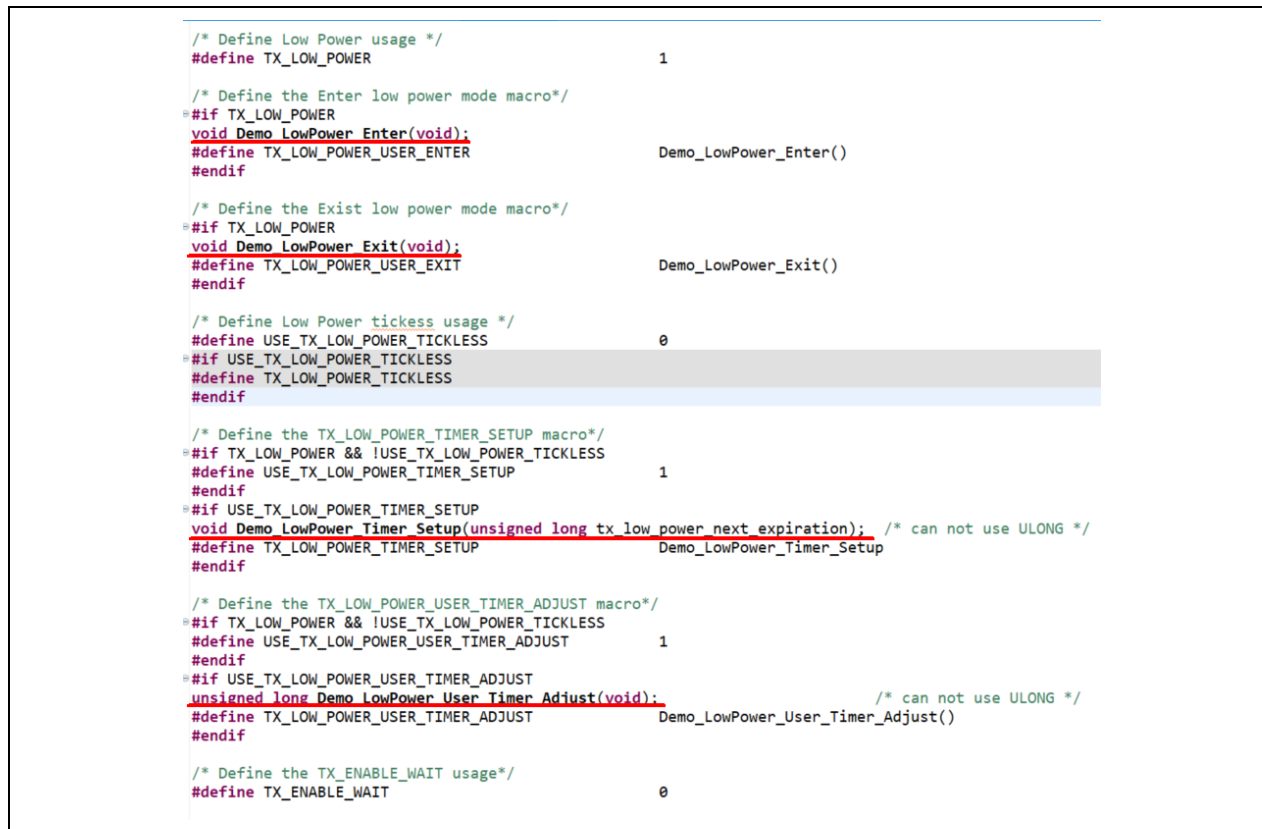 /* Define Low Power usage */
#define TX_LOW_POWER 1
/* Define the Enter low power mode macro*/
#if TX_LOW_POWER
void Demo_LowPower_Enter(void);
#define TX_LOW_POWER_USER_ENTER Demo_LowPower_Enter()
#endif
/* Define the Exist low power mode macro*/
#if TX_LOW_POWER
void Demo_LowPower_Exit(void);
#define TX_LOW_POWER_USER_EXIT Demo_LowPower_Exit()
#endif
/* Define Low Power tickess usage */
#define USE_TX_LOW_POWER_TICKLESS 0
#if USE_TX_LOW_POWER_TICKLESS
#define TX_LOW_POWER_TICKLESS
#endif
/* Define the TX_LOW_POWER_TIMER_SETUP macro*/
#if TX_LOW_POWER && !USE_TX_LOW_POWER_TICKLESS
#define USE_TX_LOW_POWER_TIMER_SETUP 1
#endif
#if USE_TX_LOW_POWER_TIMER_SETUP
void Demo_LowPower_Timer_Setup(unsigned long tx_low_power_next_expiration); /* can not use ULONG */
#define TX_LOW_POWER_TIMER_SETUP Demo_LowPower_Timer_Setup
#endif
/* Define the TX_LOW_POWER_USER_TIMER_ADJUST macro*/
#if TX_LOW_POWER && !USE_TX_LOW_POWER_TICKLESS
#define USE_TX_LOW_POWER_USER_TIMER_ADJUST 1
#endif
#if USE_TX_LOW_POWER_USER_TIMER_ADJUST
unsigned long Demo_LowPower_User_Timer_Adjust(void); /* can not use ULONG */
#define TX_LOW_POWER_USER_TIMER_ADJUST Demo_LowPower_User_Timer_Adjust()
#endif
/* Define the TX_ENABLE_WAIT usage*/
#define TX_ENABLE_WAIT 0